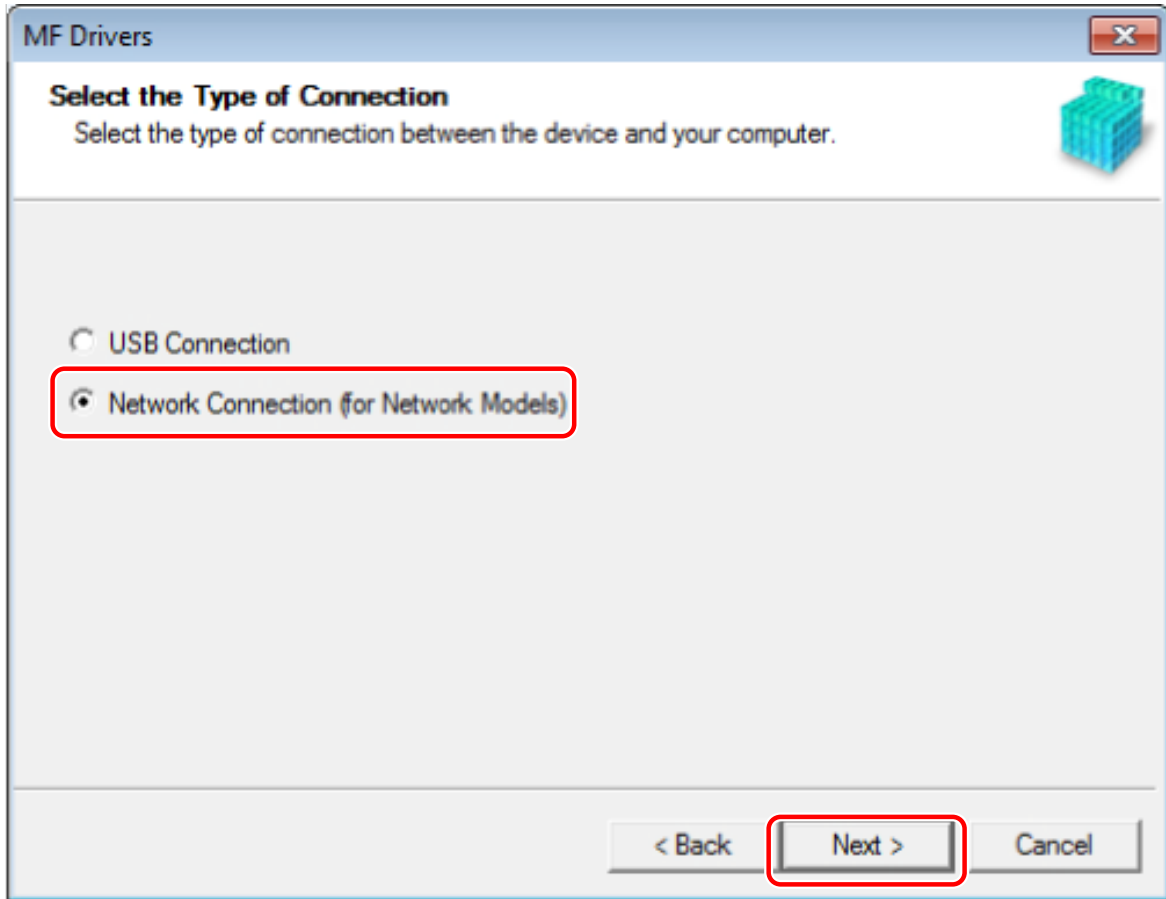 MF Drivers
Select the Type of Connection
Select the type of connection between the device and your computer.
USB Connection
Network Connection (for Network Models)
< Back
Next >
Cancel